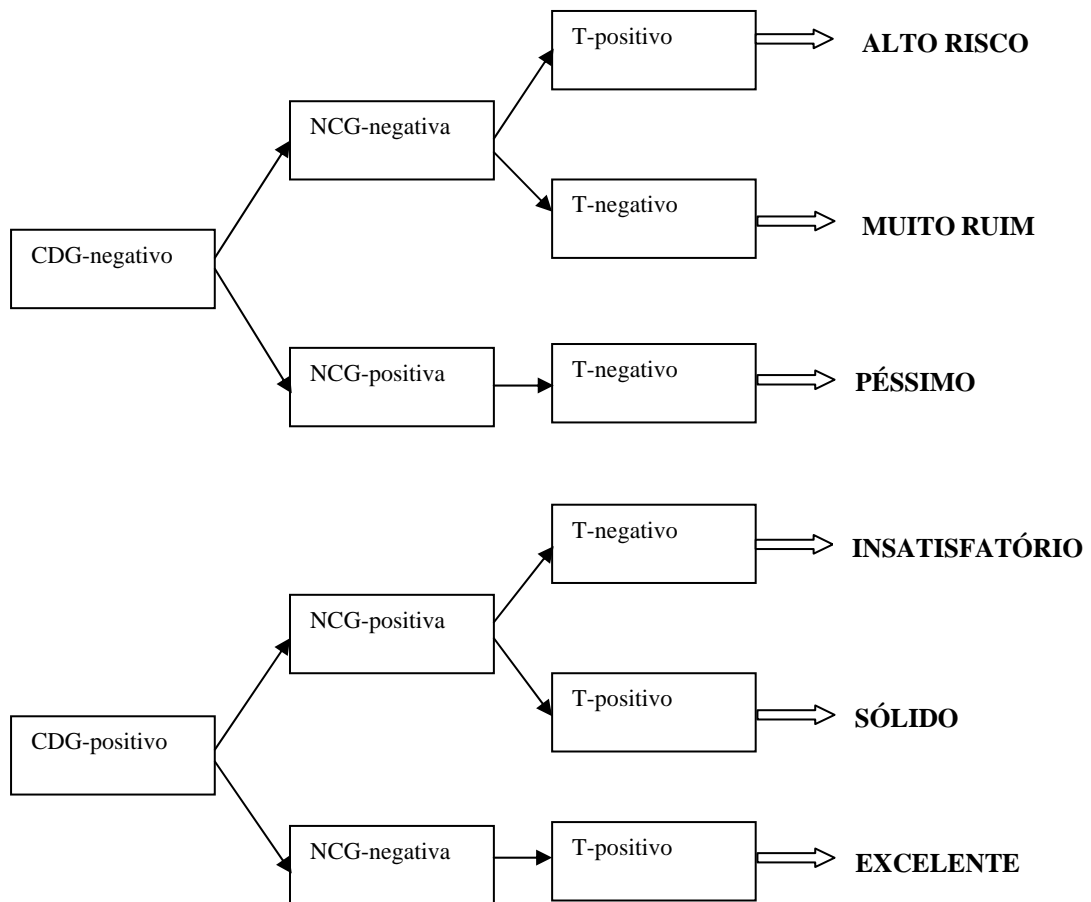 T-positivo
ALTO RISCO
NCG-negativa
T-negativo
MUITO RUIM
CDG-negativo
NCG-positiva
T-negativo
PÉSSIMO
T-negativo
INSATISFATÓRIO
NCG-positiva
T-positivo
SÓLIDO
CDG-positivo
NCG-negativa
T-positivo
EXCELENTE